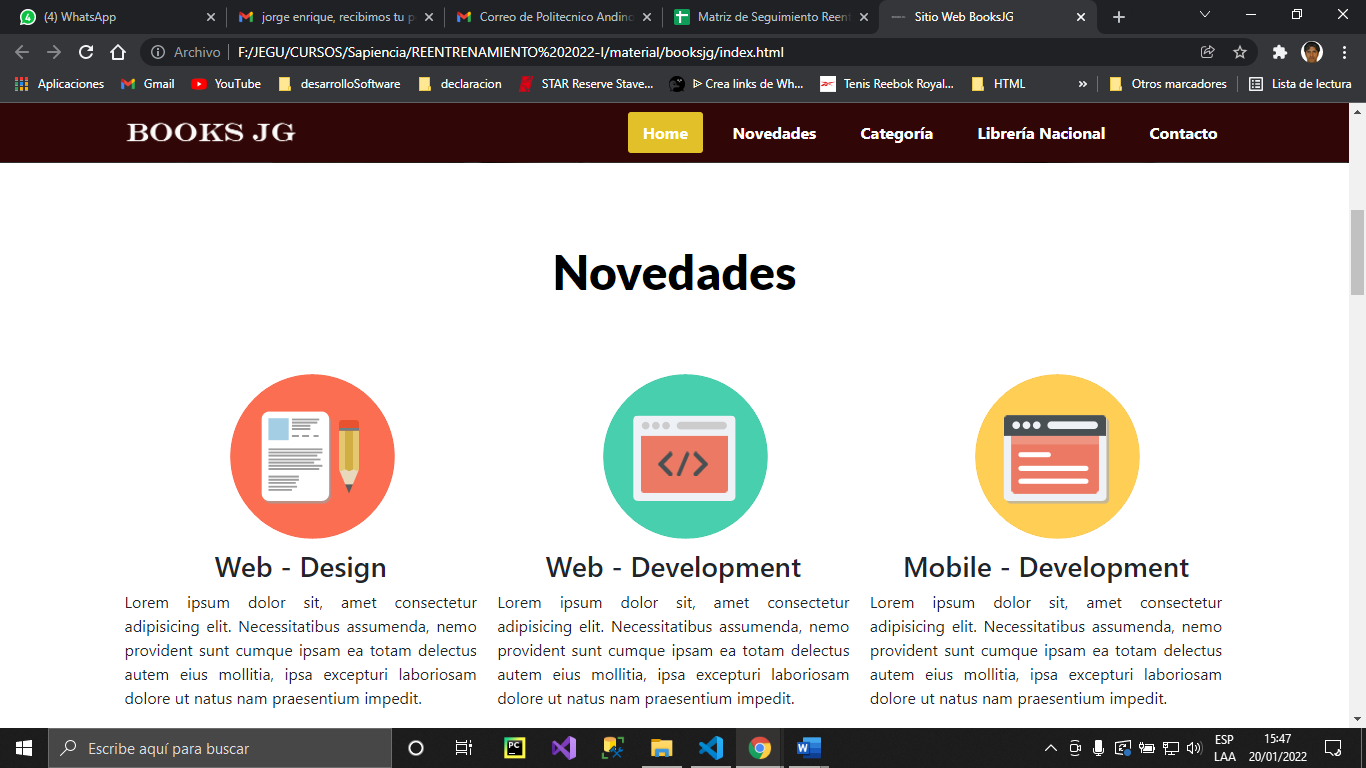 (4) WhatsApp
jorge enrique, recibimos tu p
Correo de Politecnico Andino
Matriz de Seguimiento Reent
Sitio Web BooksJG
Archivo
F:/JEGU/CURSOS/Sapiencia/REENTRENAMIENTO%202022-I/material/booksjg/index.html
Aplicaciones
Gmail
YouTube
desarrolloSoftware
declaracion
STAR Reserve Stave...
ᐅ Crea links de Wh...
Tenis Reebok Royal...
HTML
»
Otros marcadores
Lista de lectura
BOOKS JG
Home
Novedades
Categoría
Librería Nacional
Contacto
Novedades
Web - Design
Lorem ipsum dolor sit, amet consectetur
adipisicing elit. Necessitatibus assumenda, nemo
provident sunt cumque ipsam ea totam delectus
autem eius mollitia, ipsa excepturi laboriosam
dolore ut natus nam praesentium impedit.
Web - Development
Lorem ipsum dolor sit, amet consectetur
adipisicing elit. Necessitatibus assumenda, nemo
provident sunt cumque ipsam ea totam delectus
autem eius mollitia, ipsa excepturi laboriosam
dolore ut natus nam praesentium impedit.
Mobile - Development
Lorem ipsum dolor sit, amet consectetur
adipisicing elit. Necessitatibus assumenda, nemo
provident sunt cumque ipsam ea totam delectus
autem eius mollitia, ipsa excepturi laboriosam
dolore ut natus nam praesentium impedit.
Escribe aquí para buscar
ESP
LAA
15:47
20/01/2022